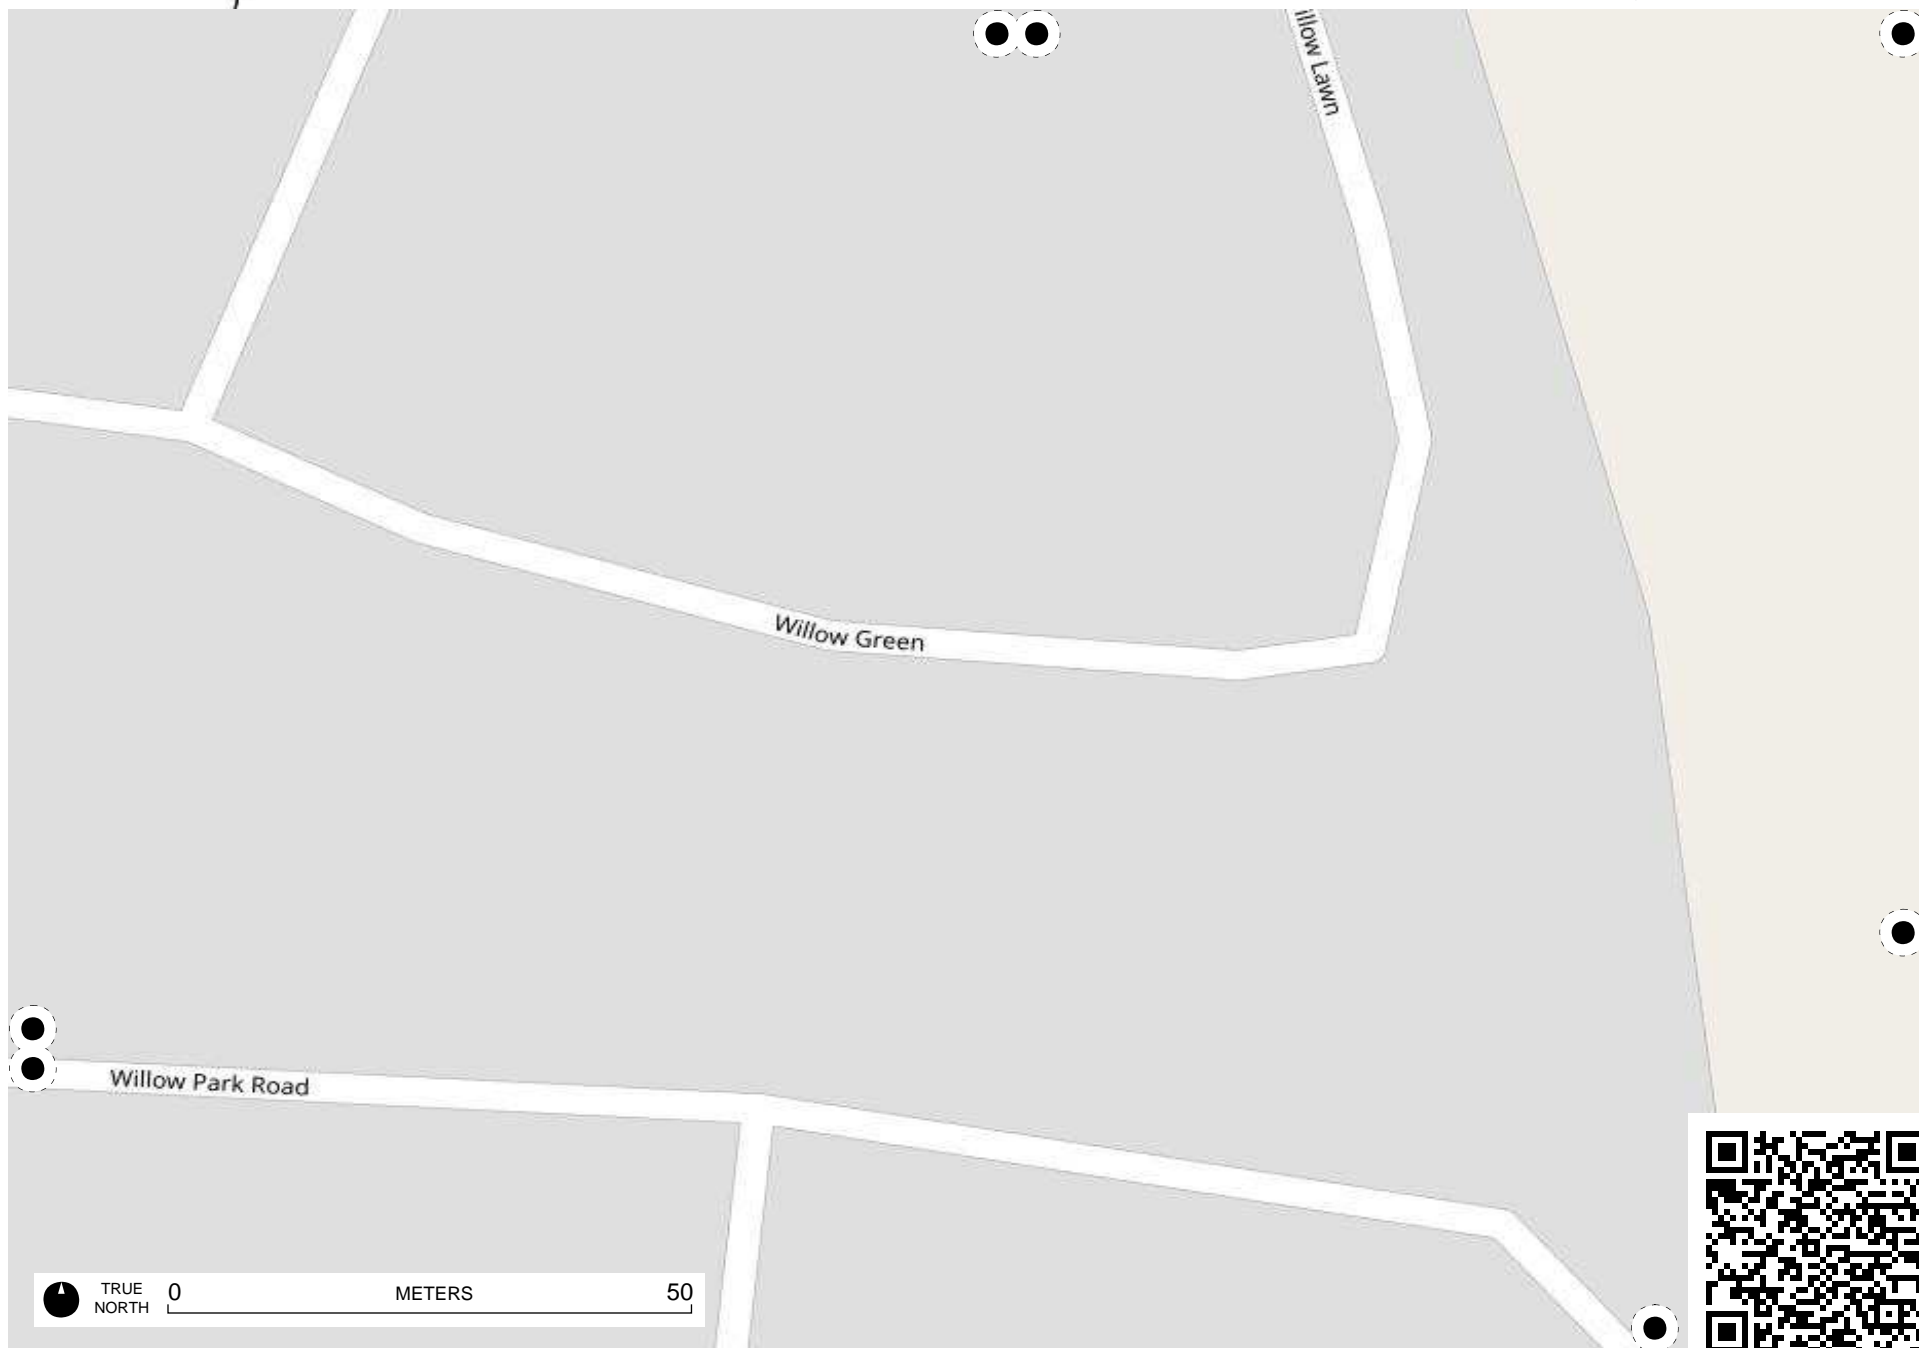 illow Lawn
Willow Green
Willow Park Road
TRUE
NORTH
0 METERS 50